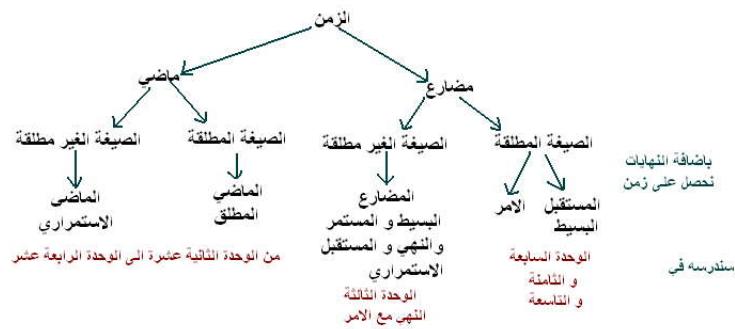 الزمن
ماضي
مضارع
الصيغة الغير مطلقة
الصيغة المطلقة
الصيغة الغير مطلقة
الصيغة المطلقة
باضافة النهايات
نحصل على زمن
الماضى
الاستمراري
الماضي
المطلق
المضارع
البسيط و المستمر
والنهي و المستقبل
الاستمراري
الامر
المستقبل
البسيط
من الوحدة الثانية عشرة الى الوحدة الرابعة عشر
الوحدة الثالثة
النهي مع الامر
الوحدة السابعة
و الثامنة
و التاسعة
سندرسه في